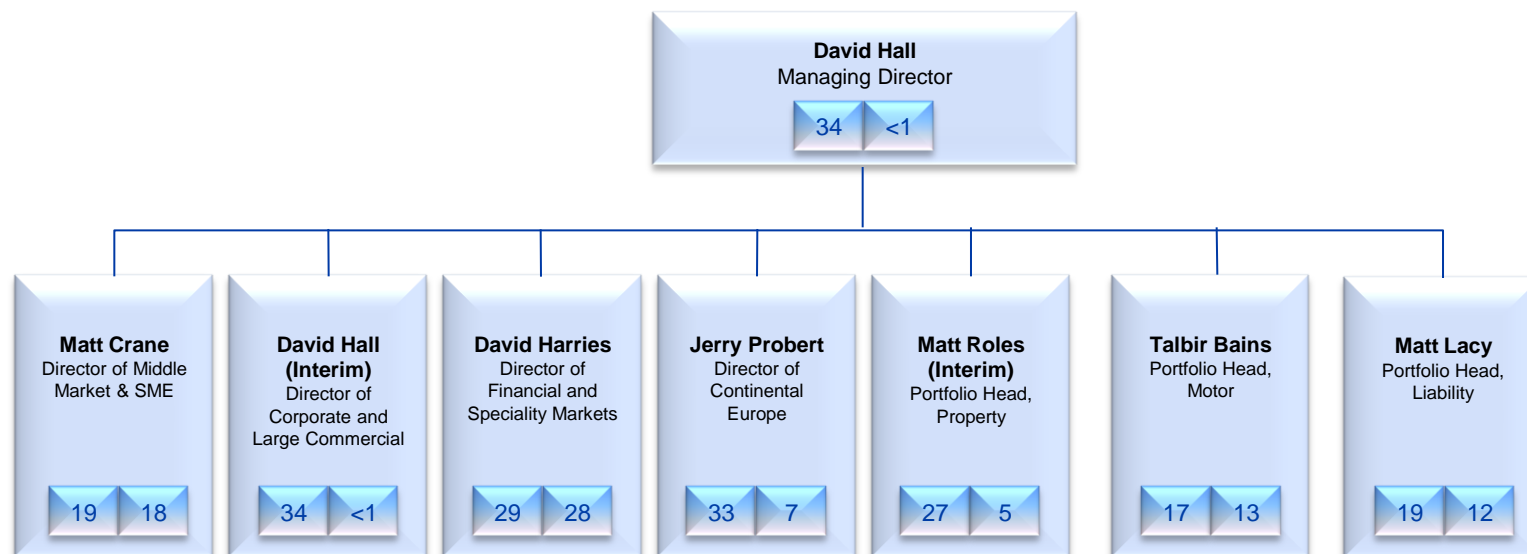 David Hall
Managing Director
34 <1
Matt Crane
Director of Middle
Market & SME
19 18
David Hall
(Interim)
Director of
Corporate and
Large Commercial
34 <1
David Harries
Director of
Financial and
Speciality Markets
29 28
Jerry Probert
Director of
Continental
Europe
33 7
Matt Roles
(Interim)
Portfolio Head,
Property
27 5
Talbir Bains
Portfolio Head,
Motor
17 13
Matt Lacy
Portfolio Head,
Liability
19 12